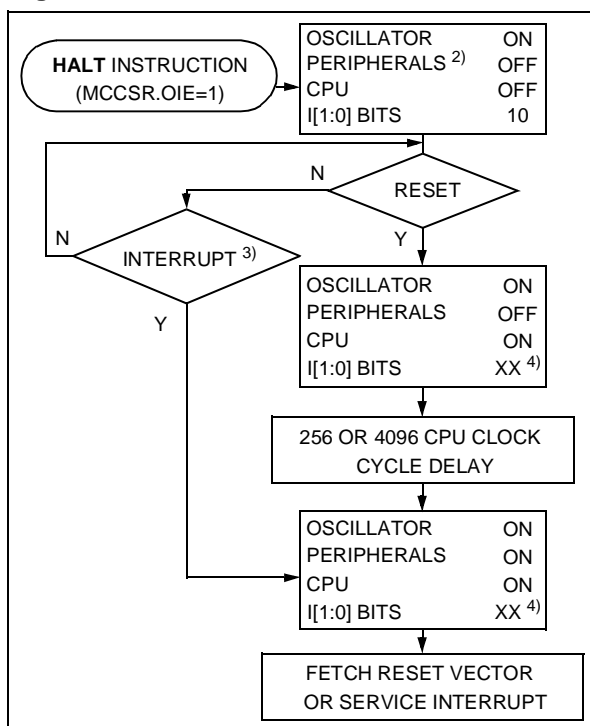 HALT INSTRUCTION
(MCCSR.OIE=1)
OSCILLATOR ON
PERIPHERALS 2) OFF
CPU OFF
I[1:0] BITS 10
RESET
N
Y
INTERRUPT 3)
N
Y
OSCILLATOR ON
PERIPHERALS OFF
CPU ON
I[1:0] BITS XX 4)
256 OR 4096 CPU CLOCK
CYCLE DELAY
OSCILLATOR ON
PERIPHERALS ON
CPU ON
I[1:0] BITS XX 4)
FETCH RESET VECTOR
OR SERVICE INTERRUPT